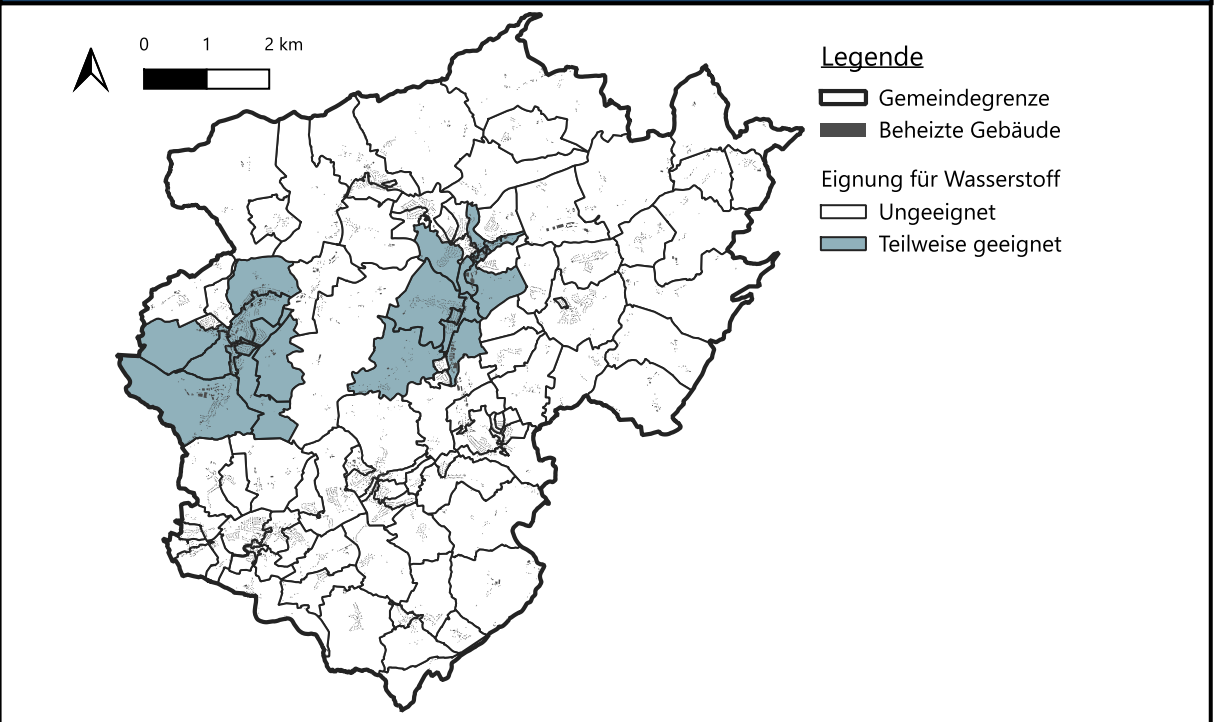 0 1 2 km
Legende
Gemeindegrenze
Beheizte Gebäude
Eignung für Wasserstoff
Ungeeignet
Teilweise geeignet